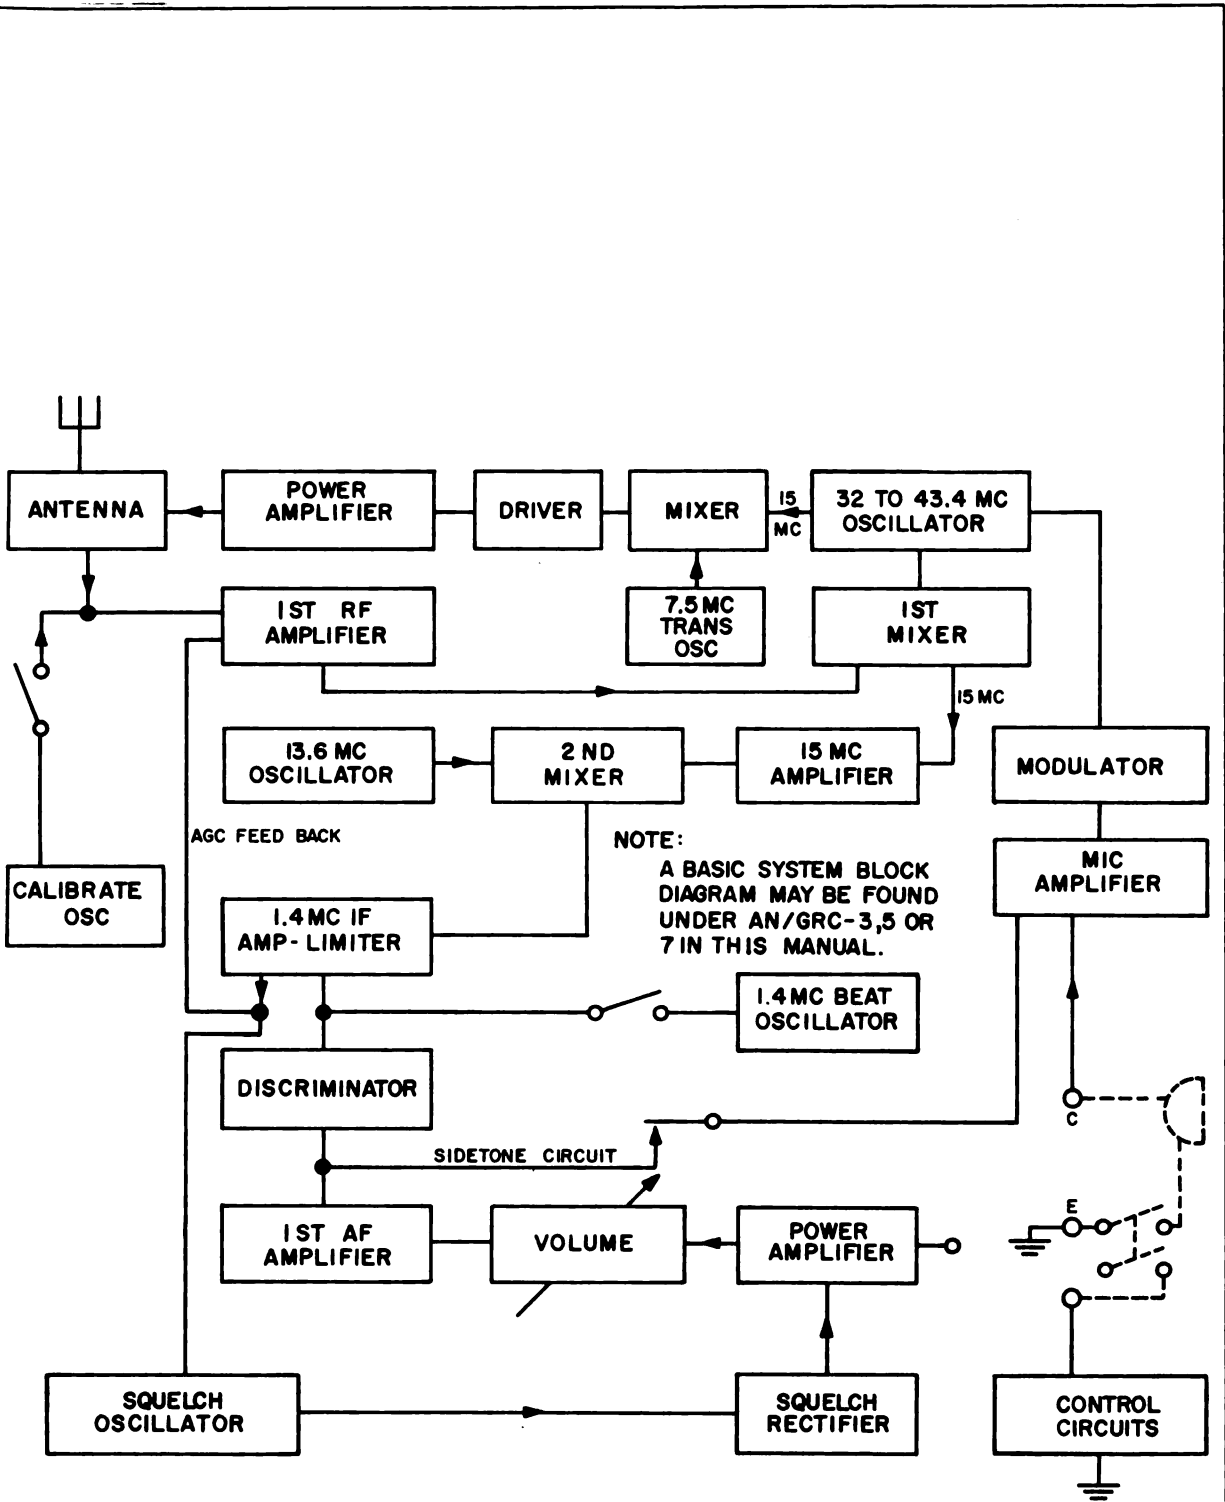 ANTENNA
POWER
AMPLIFIER
DRIVER
MIXER
15
MC
32 TO 43.4 MC
OSCILLATOR
1ST RF
AMPLIFIER
7.5 MC
TRANS
OSC
1ST
MIXER
15 MC
13.6 MC
OSCILLATOR
2 ND
MIXER
15 MC
AMPLIFIER
MODULATOR
AGC FEED BACK
NOTE:
A BASIC SYSTEM BLOCK
DIAGRAM MAY BE FOUND
UNDER AN/GRC-3,5 OR
7 IN THIS MANUAL.
MIC
AMPLIFIER
CALIBRATE
OSC
1.4 MC IF
AMP-LIMITER
1.4 MC BEAT
OSCILLATOR
DISCRIMINATOR
C
SIDETONE CIRCUIT
1ST AF
AMPLIFIER
VOLUME
POWER
AMPLIFIER
E
SQUELCH
OSCILLATOR
SQUELCH
RECTIFIER
CONTROL
CIRCUITS